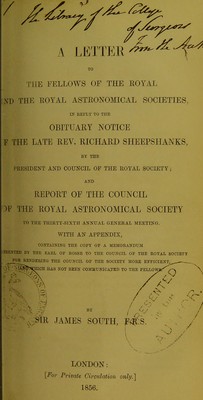 the Library of the College
of Surgeons
from the Auth
A LETTER
TO
THE FELLOWS OF THE ROYAL
ND THE ROYAL ASTRONOMICAL SOCIETIES,
IN REPLY TO THE
OBITUARY NOTICE
F THE LATE REV. RICHARD SHEEPSHANKS,
BY THE
PRESIDENT AND COUNCIL OF THE ROYAL SOCIETY;
AND
REPORT OF THE COUNCIL
OF THE ROYAL ASTRONOMICAL SOCIETY
TO THE THIRTY-SIXTH ANNUAL GENERAL MEETING.
WITH AN APPENDIX,
CONTAINING THE COPY OF A MEMORANDUM
PRESENTED BY THE EARL OF ROSSE TO THE COUNCIL OF THE ROYAL SOCIETY
FOR RENDERING THE COUNCIL OF THE SOCIETY MORE EFFICIENT,
WHICH HAS NOT BEEN COMMUNICATED TO THE FELLOWS.
PRESENTED
by the
AUTHOR.
BY
SIR JAMES SOUTH, F.R.S.
LONDON:
[For Private Circulation only.]
1856.